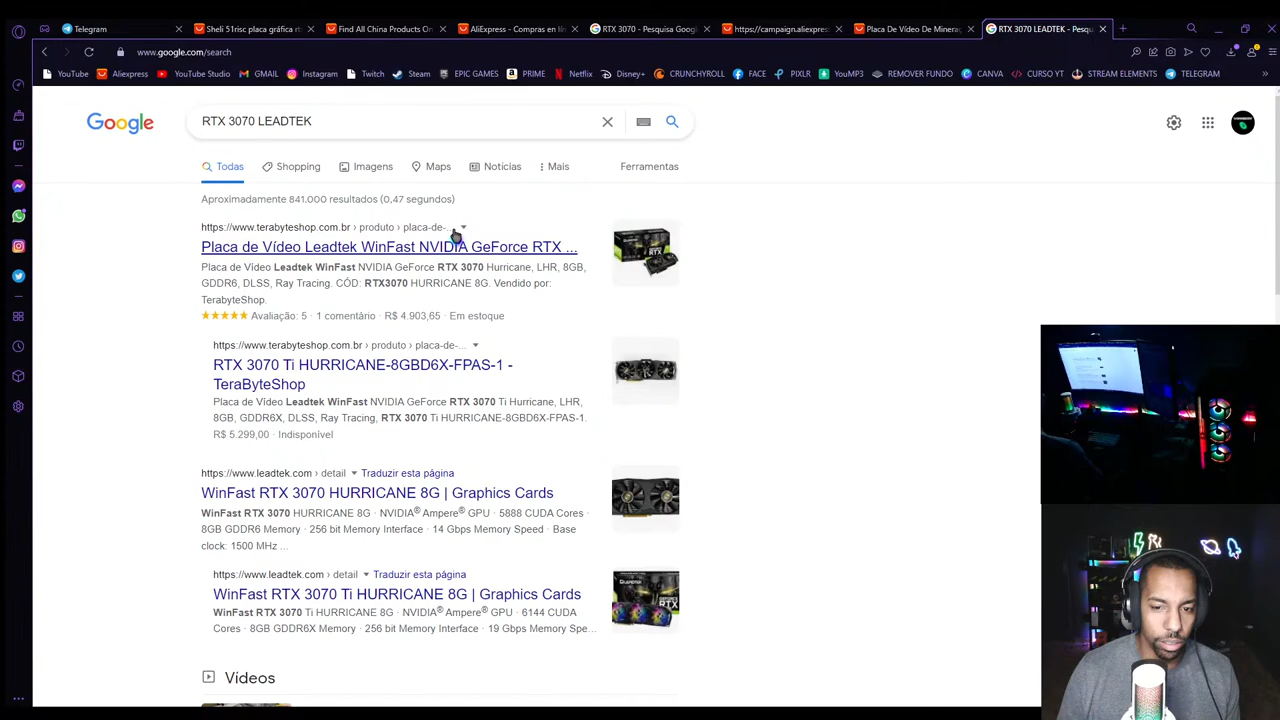 Telegram
Sheli 51risc placa gráfica rt
Find All China Products On
AliExpress - Compras en lí
RTX 3070 - Pesquisa Goog
https://campaign.aliexpres
Placa De Vídeo De Minera
RTX 3070 LEADTEK - Pesqu
www.google.com/search
YouTube
Aliexpress
YouTube Studio
GMAIL
Instagram
Twitch
Steam
EPIC GAMES
PRIME
Netflix
Disney+
CRUNCHYROLL
FACE
PIXLR
YouMP3
REMOVER FUNDO
CANVA
CURSO YT
STREAM ELEMENTS
TELEGRAM
Google
RTX 3070 LEADTEK
Todas
Shopping
Imagens
Maps
Notícias
Mais
Ferramentas
Aproximadamente 841.000 resultados (0,47 segundos)
https://www.terabyteshop.com.br › produto › placa-de-...
Placa de Vídeo Leadtek WinFast NVIDIA GeForce RTX ...
Placa de Vídeo Leadtek WinFast NVIDIA GeForce RTX 3070 Hurricane, LHR, 8GB,
GDDR6, DLSS, Ray Tracing. CÓD: RTX3070 HURRICANE 8G. Vendido por:
TerabyteShop.
Avaliação: 5 · 1 comentário · R$ 4.903,65 · Em estoque
https://www.terabyteshop.com.br › produto › placa-de-...
RTX 3070 Ti HURRICANE-8GBD6X-FPAS-1 -
TeraByteShop
Placa de Vídeo Leadtek WinFast NVIDIA GeForce RTX 3070 Ti Hurricane, LHR,
8GB, GDDR6X, DLSS, Ray Tracing, RTX 3070 Ti HURRICANE-8GBD6X-FPAS-1.
R$ 5.299,00 · Indisponível
https://www.leadtek.com › detail Traduzir esta página
WinFast RTX 3070 HURRICANE 8G | Graphics Cards
WinFast RTX 3070 HURRICANE 8G · NVIDIA® Ampere® GPU · 5888 CUDA Cores ·
8GB GDDR6 Memory · 256 bit Memory Interface · 14 Gbps Memory Speed · Base
clock: 1500 MHz ...
https://www.leadtek.com › detail Traduzir esta página
WinFast RTX 3070 Ti HURRICANE 8G | Graphics Cards
WinFast RTX 3070 Ti HURRICANE 8G · NVIDIA® Ampere® GPU · 6144 CUDA
Cores · 8GB GDDR6X Memory · 256 bit Memory Interface · 19 Gbps Memory Spe...
Vídeos